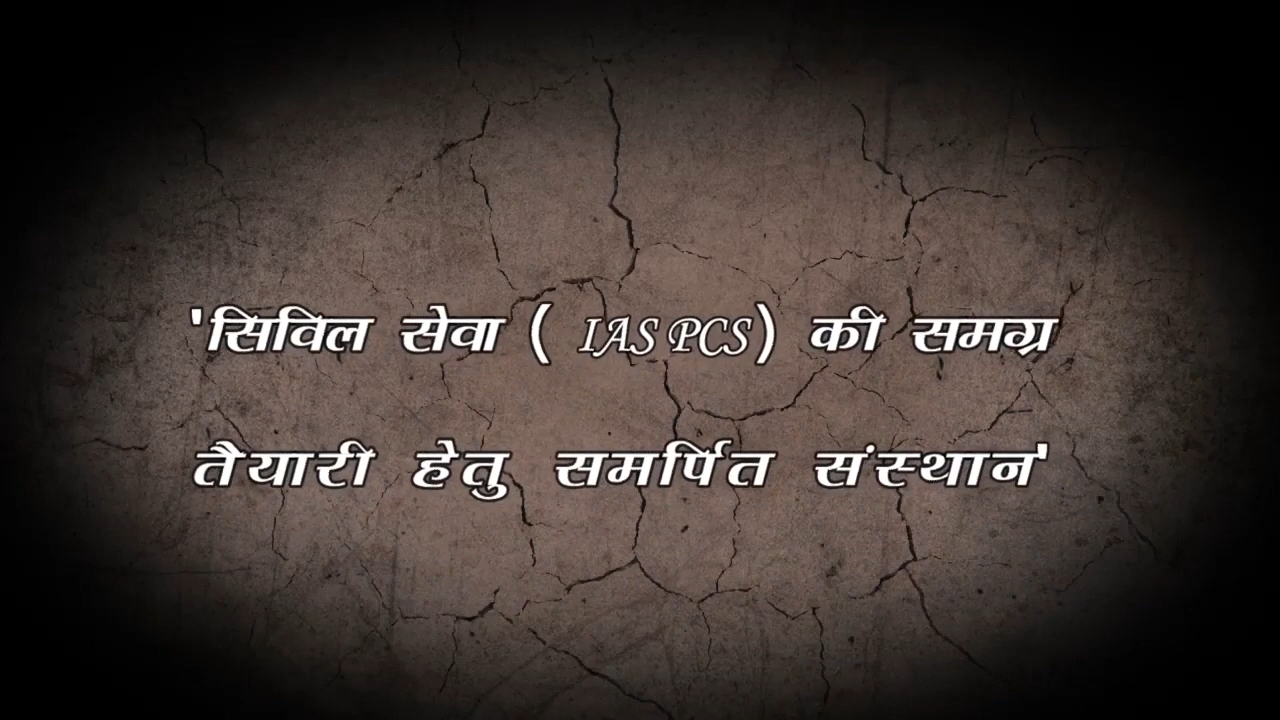 'सिविल सेवा ( IAS PCS) की समग्र
तैयारी हेतु समर्पित संस्थान'